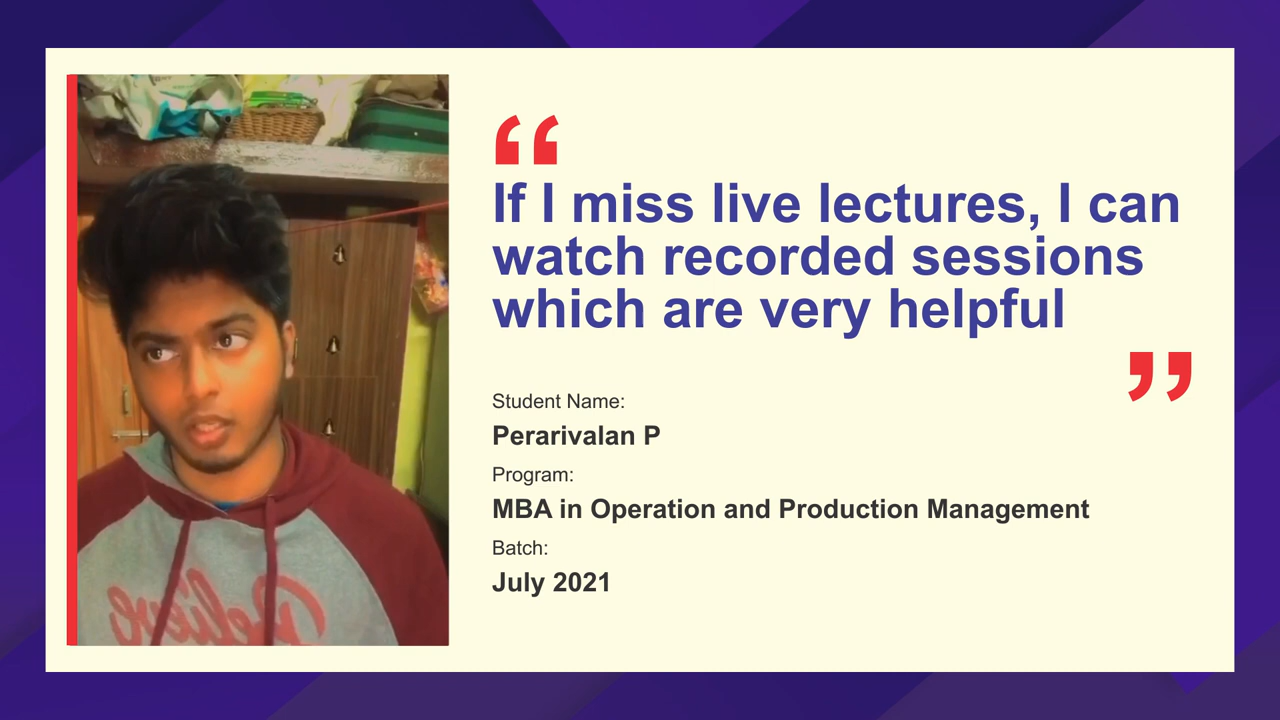 Believe
“
If I miss live lectures, I can
watch recorded sessions
which are very helpful
”
Student Name:
Perarivalan P
Program:
MBA in Operation and Production Management
Batch:
July 2021